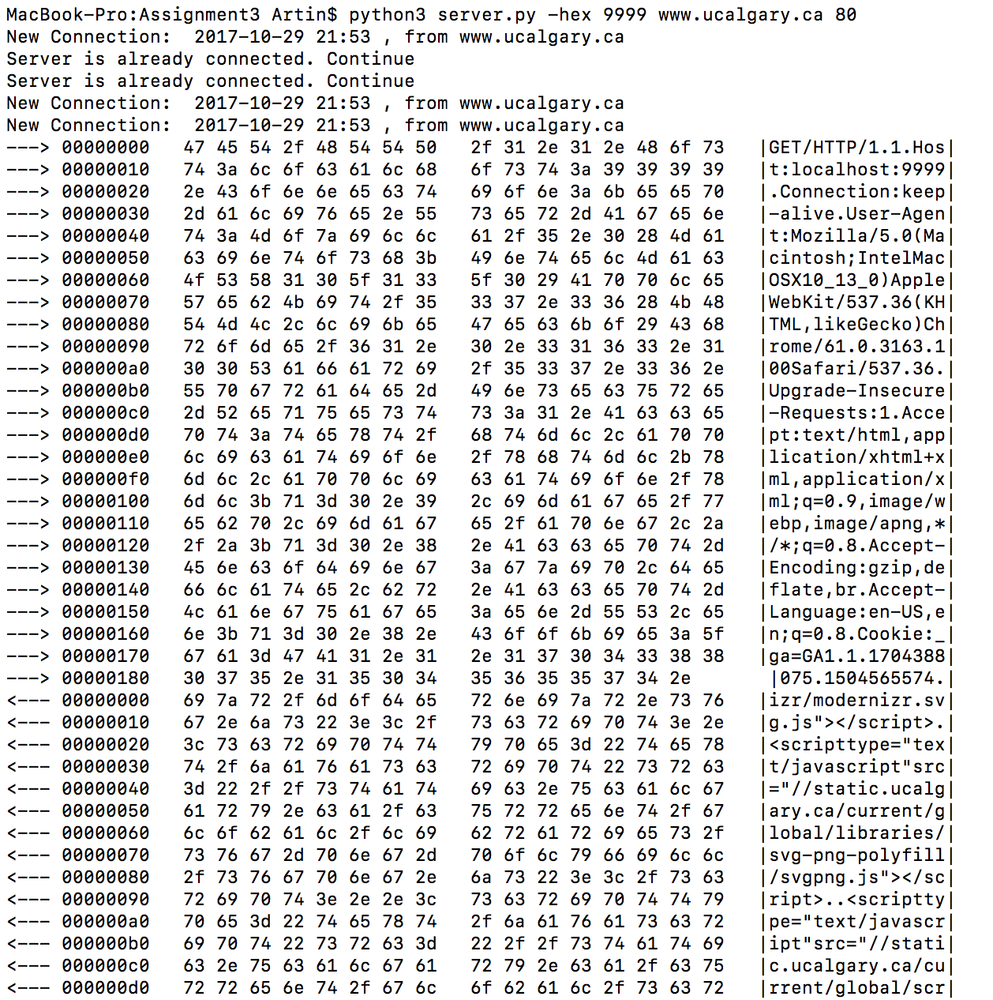 MacBook-Pro:Assignment3 Artin$ python3 server.py -hex 9999 www.ucalgary.ca 80
New Connection:  2017-10-29 21:53 , from www.ucalgary.ca
Server is already connected. Continue
Server is already connected. Continue
New Connection:  2017-10-29 21:53 , from www.ucalgary.ca
New Connection:  2017-10-29 21:53 , from www.ucalgary.ca
---> 00000000   47 45 54 2f 48 54 54 50   2f 31 2e 31 2e 48 6f 73   |GET/HTTP/1.1.Hos|
---> 00000010   74 3a 6c 6f 63 61 6c 68   6f 73 74 3a 39 39 39 39   |t:localhost:9999|
---> 00000020   2e 43 6f 6e 6e 65 63 74   69 6f 6e 3a 6b 65 65 70   |.Connection:keep|
---> 00000030   2d 61 6c 69 76 65 2e 55   73 65 72 2d 41 67 65 6e   |-alive.User-Agen|
---> 00000040   74 3a 4d 6f 7a 69 6c 6c   61 2f 35 2e 30 28 4d 61   |t:Mozilla/5.0(Ma|
---> 00000050   63 69 6e 74 6f 73 68 3b   49 6e 74 65 6c 4d 61 63   |cintosh;IntelMac|
---> 00000060   4f 53 58 31 30 5f 31 33   5f 30 29 41 70 70 6c 65   |OSX10_13_0)Apple|
---> 00000070   57 65 62 4b 69 74 2f 35   33 37 2e 33 36 28 4b 48   |WebKit/537.36(KH|
---> 00000080   54 4d 4c 2c 6c 69 6b 65   47 65 63 6b 6f 29 43 68   |TML,likeGecko)Ch|
---> 00000090   72 6f 6d 65 2f 36 31 2e   30 2e 33 31 36 33 2e 31   |rome/61.0.3163.1|
---> 000000a0   30 30 53 61 66 61 72 69   2f 35 33 37 2e 33 36 2e   |00Safari/537.36.|
---> 000000b0   55 70 67 72 61 64 65 2d   49 6e 73 65 63 75 72 65   |Upgrade-Insecure|
---> 000000c0   2d 52 65 71 75 65 73 74   73 3a 31 2e 41 63 63 65   |-Requests:1.Acce|
---> 000000d0   70 74 3a 74 65 78 74 2f   68 74 6d 6c 2c 61 70 70   |pt:text/html,app|
---> 000000e0   6c 69 63 61 74 69 6f 6e   2f 78 68 74 6d 6c 2b 78   |lication/xhtml+x|
---> 000000f0   6d 6c 2c 61 70 70 6c 69   63 61 74 69 6f 6e 2f 78   |ml,application/x|
---> 00000100   6d 6c 3b 71 3d 30 2e 39   2c 69 6d 61 67 65 2f 77   |ml;q=0.9,image/w|
---> 00000110   65 62 70 2c 69 6d 61 67   65 2f 61 70 6e 67 2c 2a   |ebp,image/apng,*|
---> 00000120   2f 2a 3b 71 3d 30 2e 38   2e 41 63 63 65 70 74 2d   |/*;q=0.8.Accept-|
---> 00000130   45 6e 63 6f 64 69 6e 67   3a 67 7a 69 70 2c 64 65   |Encoding:gzip,de|
---> 00000140   66 6c 61 74 65 2c 62 72   2e 41 63 63 65 70 74 2d   |flate,br.Accept-|
---> 00000150   4c 61 6e 67 75 61 67 65   3a 65 6e 2d 55 53 2c 65   |Language:en-US,e|
---> 00000160   6e 3b 71 3d 30 2e 38 2e   43 6f 6f 6b 69 65 3a 5f   |n;q=0.8.Cookie:_|
---> 00000170   67 61 3d 47 41 31 2e 31   2e 31 37 30 34 33 38 38   |ga=GA1.1.1704388|
---> 00000180   30 37 35 2e 31 35 30 34   35 36 35 35 37 34 2e       |075.1504565574.|
<--- 00000000   69 7a 72 2f 6d 6f 64 65   72 6e 69 7a 72 2e 73 76   |izr/modernizr.sv|
<--- 00000010   67 2e 6a 73 22 3e 3c 2f   73 63 72 69 70 74 3e 2e   |g.js"></script>.|
<--- 00000020   3c 73 63 72 69 70 74 74   79 70 65 3d 22 74 65 78   |<scripttype="tex|
<--- 00000030   74 2f 6a 61 76 61 73 63   72 69 70 74 22 73 72 63   |t/javascript"src|
<--- 00000040   3d 22 2f 2f 73 74 61 74   69 63 2e 75 63 61 6c 67   |="//static.ucalg|
<--- 00000050   61 72 79 2e 63 61 2f 63   75 72 72 65 6e 74 2f 67   |ary.ca/current/g|
<--- 00000060   6c 6f 62 61 6c 2f 6c 69   62 72 61 72 69 65 73 2f   |lobal/libraries/|
<--- 00000070   73 76 67 2d 70 6e 67 2d   70 6f 6c 79 66 69 6c 6c   |svg-png-polyfill|
<--- 00000080   2f 73 76 67 70 6e 67 2e   6a 73 22 3e 3c 2f 73 63   |/svgpng.js"></sc|
<--- 00000090   72 69 70 74 3e 2e 2e 3c   73 63 72 69 70 74 74 79   |ript>..<scriptty|
<--- 000000a0   70 65 3d 22 74 65 78 74   2f 6a 61 76 61 73 63 72   |pe="text/javascr|
<--- 000000b0   69 70 74 22 73 72 63 3d   22 2f 2f 73 74 61 74 69   |ipt"src="//stati|
<--- 000000c0   63 2e 75 63 61 6c 67 61   72 79 2e 63 61 2f 63 75   |c.ucalgary.ca/cu|
<--- 000000d0   72 72 65 6e 74 2f 67 6c   6f 62 61 6c 2f 73 63 72   |rrent/global/scr|